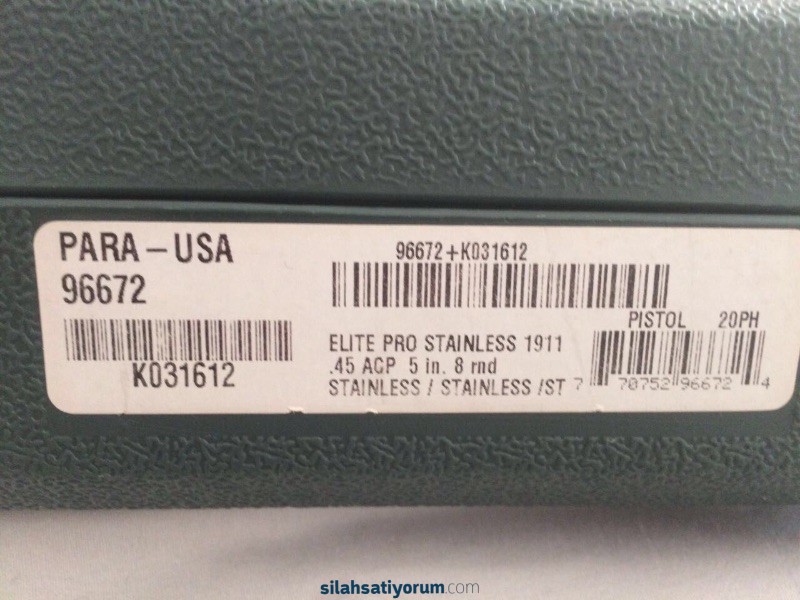 PARA-USA
96672
K031612
96672+K031612
ELITE PRO STAINLESS 1911
.45 ACP 5 in. 8 rnd
STAINLESS / STAINLESS /ST
PISTOL 20PH
7 70752 96672 4
silahsatiyorum.com